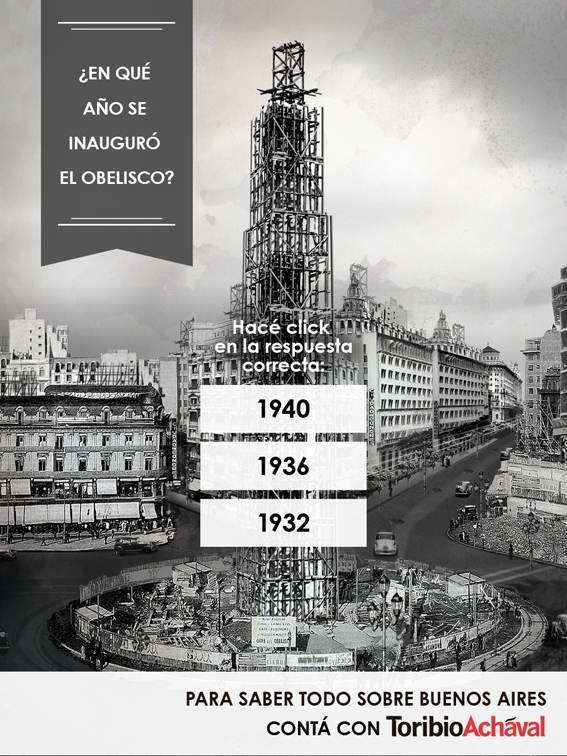 ¿EN QUÉ
AÑO SE
INAUGURÓ
EL OBELISCO?
Hacé click
en la respuesta
correcta:
1940
1936
1932
PARA SABER TODO SOBRE BUENOS AIRES
CONTÁ CON ToribioAchával